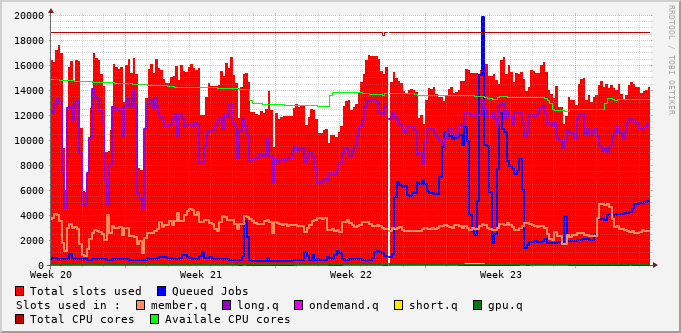 20000
18000
16000
14000
12000
10000
8000
6000
4000
2000
0
Week 20 Week 21 Week 22 Week 23
Total slots used Queued Jobs
Slots used in : member.q long.q ondemand.q short.q gpu.q
Total CPU cores Availale CPU cores
RRDTOOL / TOBI OETIKER